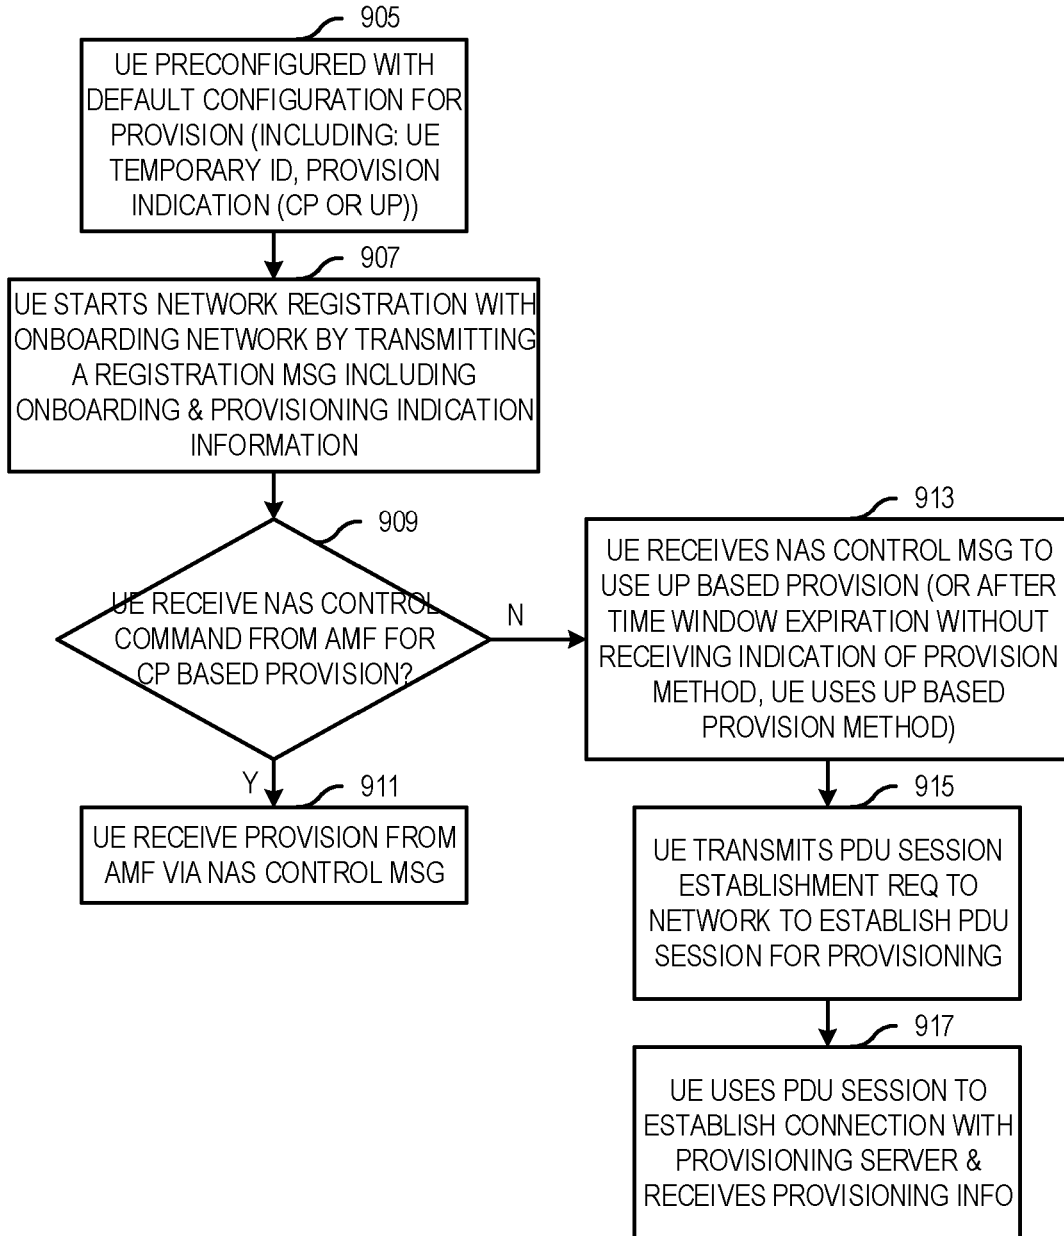 905
UE PRECONFIGURED WITH
DEFAULT CONFIGURATION FOR
PROVISION (INCLUDING: UE
TEMPORARY ID, PROVISION
INDICATION (CP OR UP))
907
UE STARTS NETWORK REGISTRATION WITH
ONBOARDING NETWORK BY TRANSMITTING
A REGISTRATION MSG INCLUDING
ONBOARDING & PROVISIONING INDICATION
INFORMATION
909
UE RECEIVE NAS CONTROL
COMMAND FROM AMF FOR
CP BASED PROVISION?
N
Y
911
UE RECEIVE PROVISION FROM
AMF VIA NAS CONTROL MSG
913
UE RECEIVES NAS CONTROL MSG TO
USE UP BASED PROVISION (OR AFTER
TIME WINDOW EXPIRATION WITHOUT
RECEIVING INDICATION OF PROVISION
METHOD, UE USES UP BASED
PROVISION METHOD)
915
UE TRANSMITS PDU SESSION
ESTABLISHMENT REQ TO
NETWORK TO ESTABLISH PDU
SESSION FOR PROVISIONING
917
UE USES PDU SESSION TO
ESTABLISH CONNECTION WITH
PROVISIONING SERVER &
RECEIVES PROVISIONING INFO